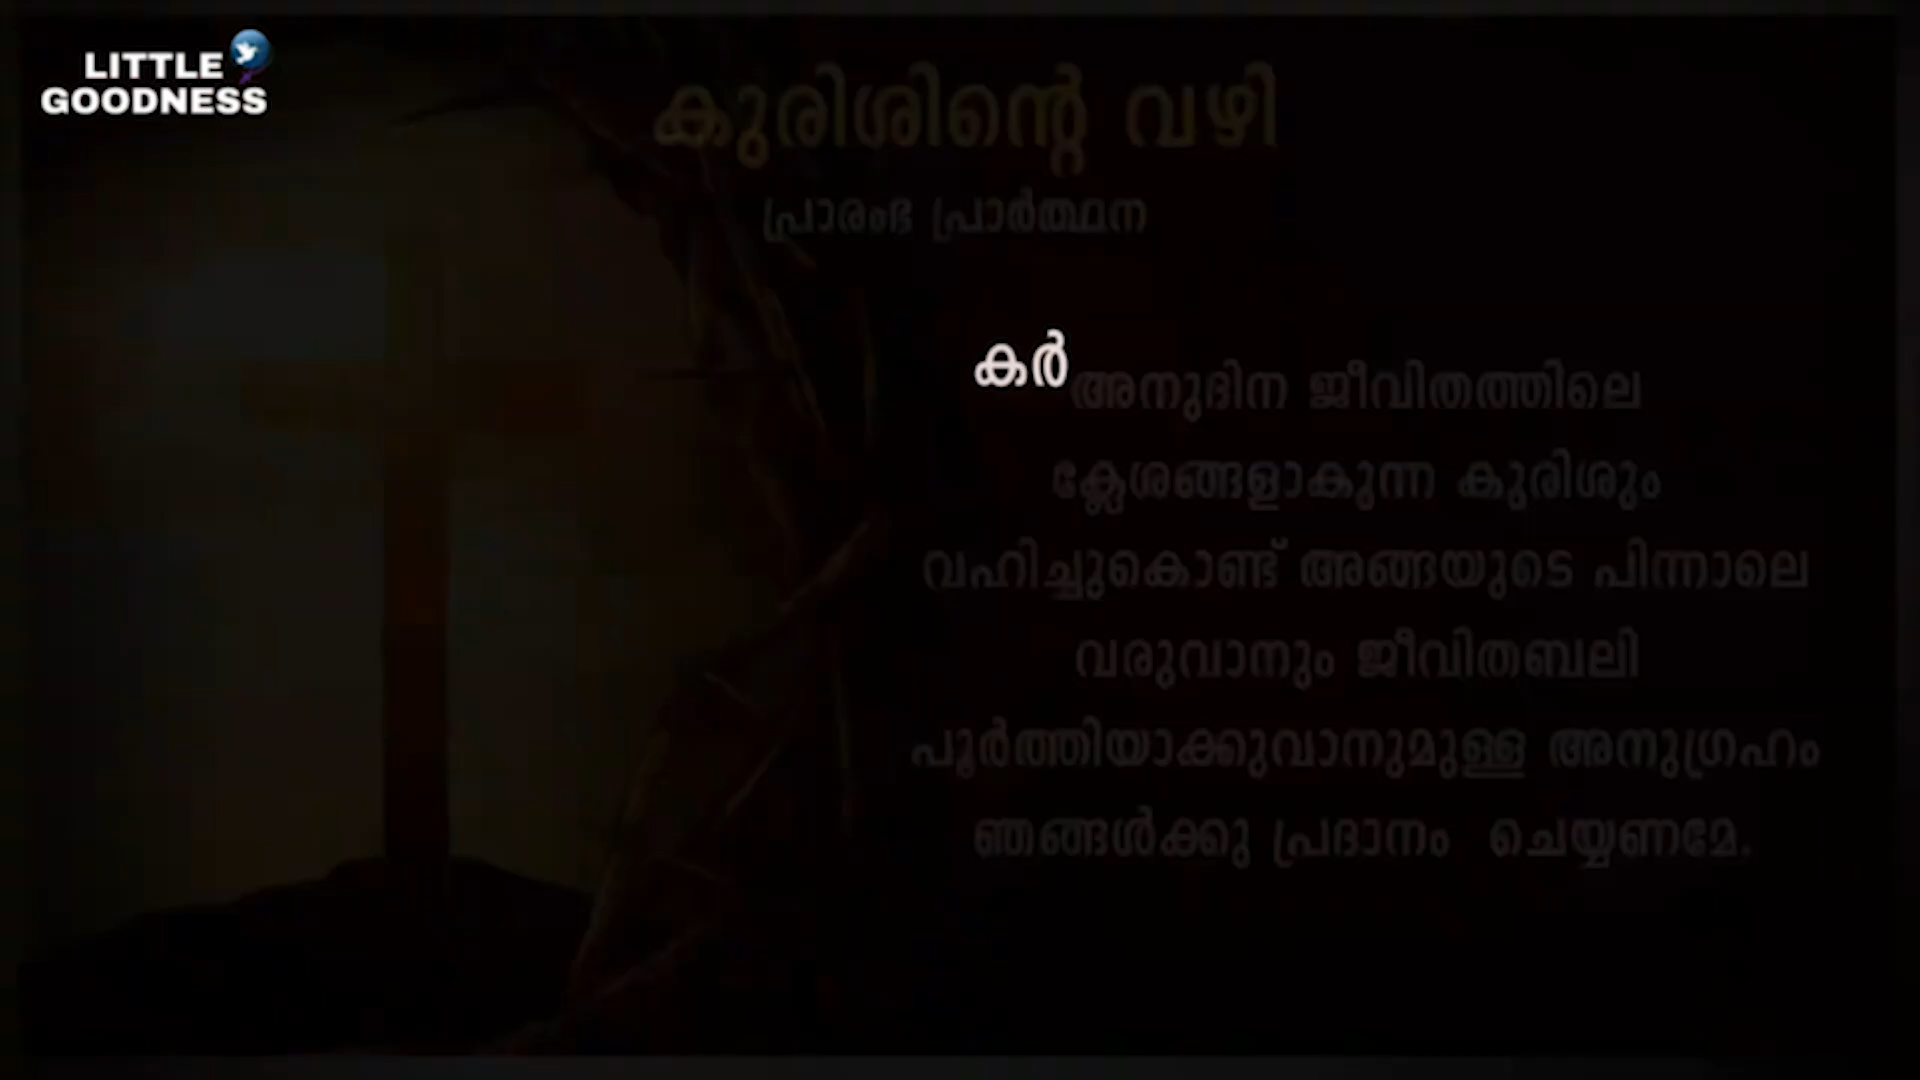 LITTLE
GOODNESS
കുരിശിന്റെ വഴി
പ്രാരംഭ പ്രാർത്ഥന
കർ
അനുദിന ജീവിതത്തിലെ
ക്ലേശങ്ങളാകുന്ന കുരിശും
വഹിച്ചുകൊണ്ട് അങ്ങയുടെ പിന്നാലെ
വരുവാനും ജീവിതബലി
പൂർത്തിയാക്കുവാനുമുള്ള അനുഗ്രഹം
ഞങ്ങൾക്കു പ്രദാനം ചെയ്യണമേ.